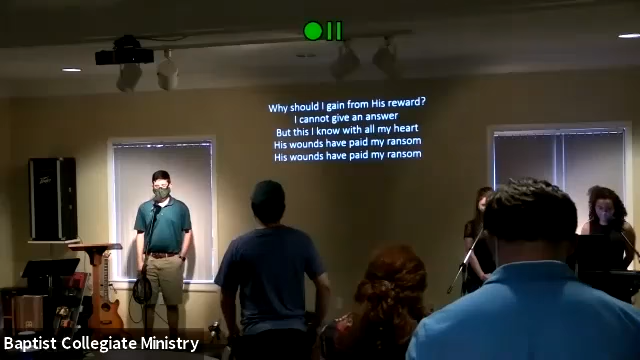 Why should I gain from His reward?
I cannot give an answer
But this I know with all my heart
His wounds have paid my ransom
His wounds have paid my ransom
Baptist Collegiate Ministry